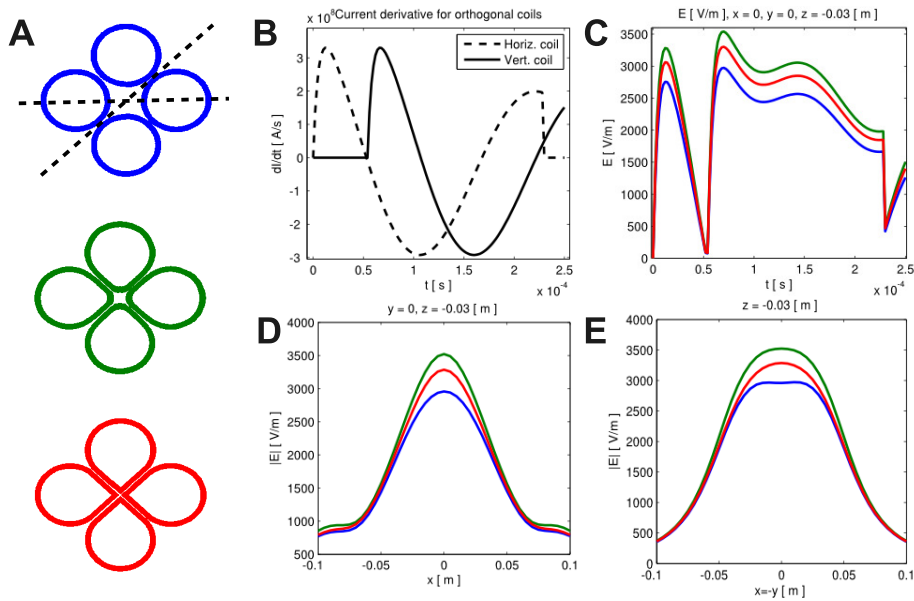 A
B
× 10⁸ Current derivative for orthogonal coils
Horiz. coil
Vert. coil
dI/dt [ A/s ]
4
3
2
1
0
-1
-2
-3
0 0.5 1 1.5 2 2.5
t [ s ]
× 10⁻⁴
C
E [ V/m ], x = 0, y = 0, z = -0.03 [ m ]
E [ V/m ]
3500
3000
2500
2000
1500
1000
500
0
0 0.5 1 1.5 2 2.5
t [ s ]
× 10⁻⁴
D
y = 0, z = -0.03 [ m ]
|E| [ V/m ]
4000
3500
3000
2500
2000
1500
1000
500
-0.1 -0.05 0 0.05 0.1
x [ m ]
E
z = -0.03 [ m ]
|E| [ V/m ]
4000
3500
3000
2500
2000
1500
1000
500
0
-0.1 -0.05 0 0.05 0.1
x=-y [ m ]